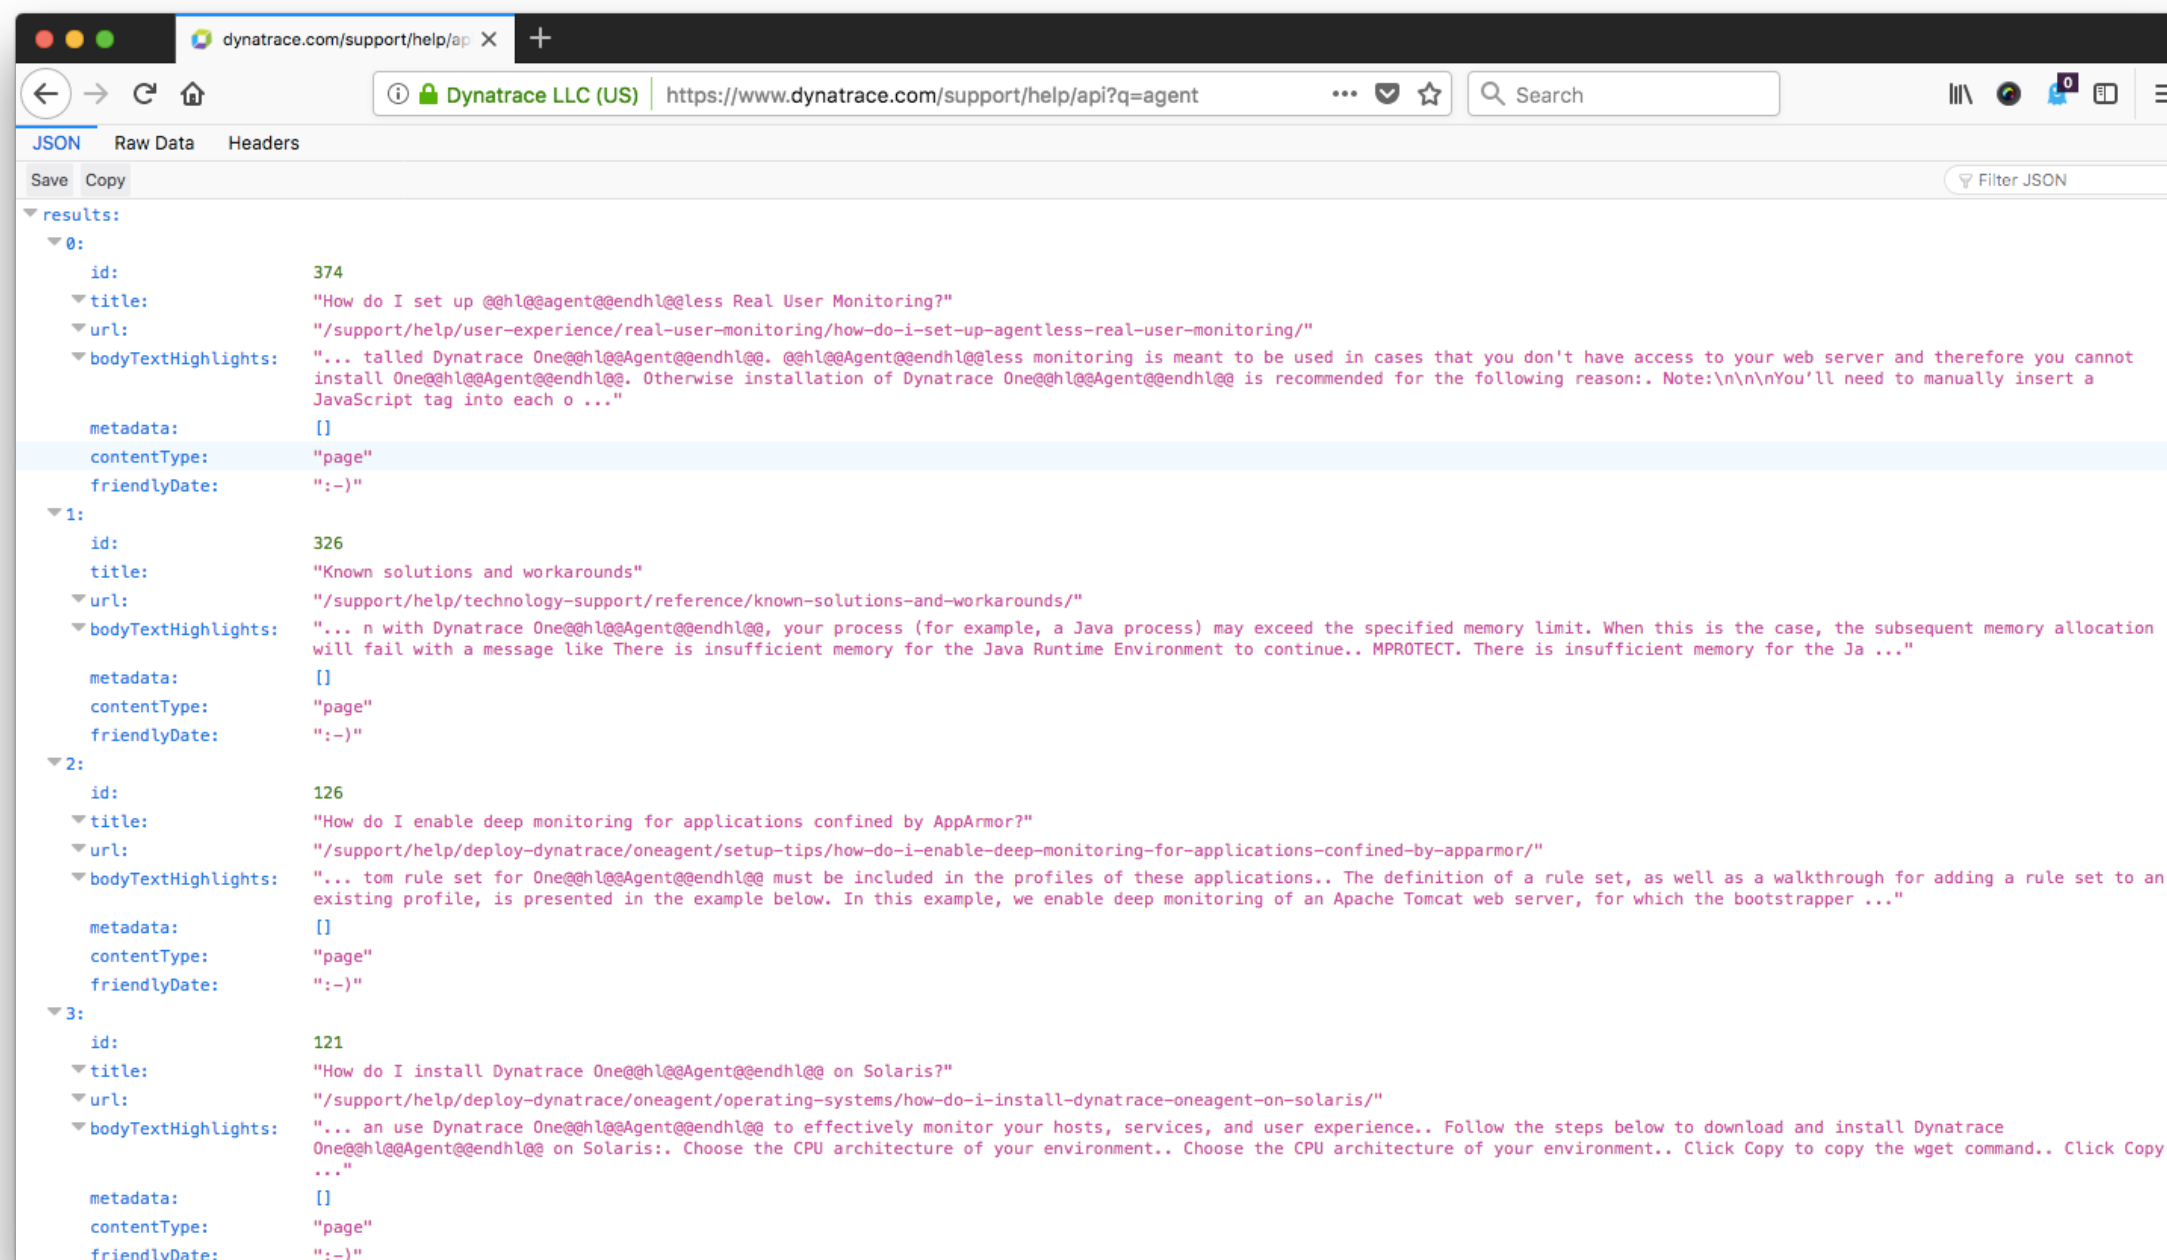 dynatrace.com/support/help/ap
Dynatrace LLC (US) https://www.dynatrace.com/support/help/api?q=agent Search 0
JSON Raw Data Headers
Save Copy Filter JSON
results:
0:
id: 374
title: "How do I set up @@hl@@agent@@endhl@@less Real User Monitoring?"
url: "/support/help/user-experience/real-user-monitoring/how-do-i-set-up-agentless-real-user-monitoring/"
bodyTextHighlights: "... talled Dynatrace One@@hl@@Agent@@endhl@@. @@hl@@Agent@@endhl@@less monitoring is meant to be used in cases that you don't have access to your web server and therefore you cannot
install One@@hl@@Agent@@endhl@@. Otherwise installation of Dynatrace One@@hl@@Agent@@endhl@@ is recommended for the following reason:. Note:\n\n\nYou’ll need to manually insert a
JavaScript tag into each o ..."
metadata: []
contentType: "page"
friendlyDate: ":-)"
1:
id: 326
title: "Known solutions and workarounds"
url: "/support/help/technology-support/reference/known-solutions-and-workarounds/"
bodyTextHighlights: "... n with Dynatrace One@@hl@@Agent@@endhl@@, your process (for example, a Java process) may exceed the specified memory limit. When this is the case, the subsequent memory allocation
will fail with a message like There is insufficient memory for the Java Runtime Environment to continue.. MPROTECT. There is insufficient memory for the Ja ..."
metadata: []
contentType: "page"
friendlyDate: ":-)"
2:
id: 126
title: "How do I enable deep monitoring for applications confined by AppArmor?"
url: "/support/help/deploy-dynatrace/oneagent/setup-tips/how-do-i-enable-deep-monitoring-for-applications-confined-by-apparmor/"
bodyTextHighlights: "... tom rule set for One@@hl@@Agent@@endhl@@ must be included in the profiles of these applications.. The definition of a rule set, as well as a walkthrough for adding a rule set to an
existing profile, is presented in the example below. In this example, we enable deep monitoring of an Apache Tomcat web server, for which the bootstrapper ..."
metadata: []
contentType: "page"
friendlyDate: ":-)"
3:
id: 121
title: "How do I install Dynatrace One@@hl@@Agent@@endhl@@ on Solaris?"
url: "/support/help/deploy-dynatrace/oneagent/operating-systems/how-do-i-install-dynatrace-oneagent-on-solaris/"
bodyTextHighlights: "... an use Dynatrace One@@hl@@Agent@@endhl@@ to effectively monitor your hosts, services, and user experience.. Follow the steps below to download and install Dynatrace
One@@hl@@Agent@@endhl@@ on Solaris:. Choose the CPU architecture of your environment.. Choose the CPU architecture of your environment.. Click Copy to copy the wget command.. Click Copy
..."
metadata: []
contentType: "page"
friendlyDate: ":-)"